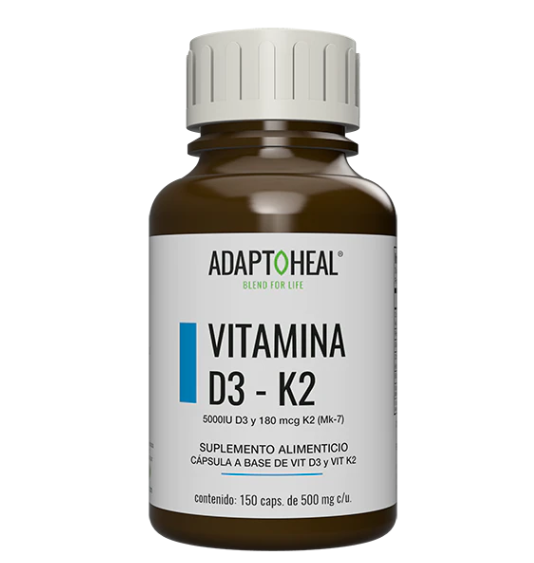 ADAPTOHEAL®
BLEND FOR LIFE
VITAMINA
D3 - K2
5000IU D3 y 180 mcg K2 (Mk-7)
SUPLEMENTO ALIMENTICIO
CÁPSULA A BASE DE VIT D3 y VIT K2
contenido: 150 caps. de 500 mg c/u.